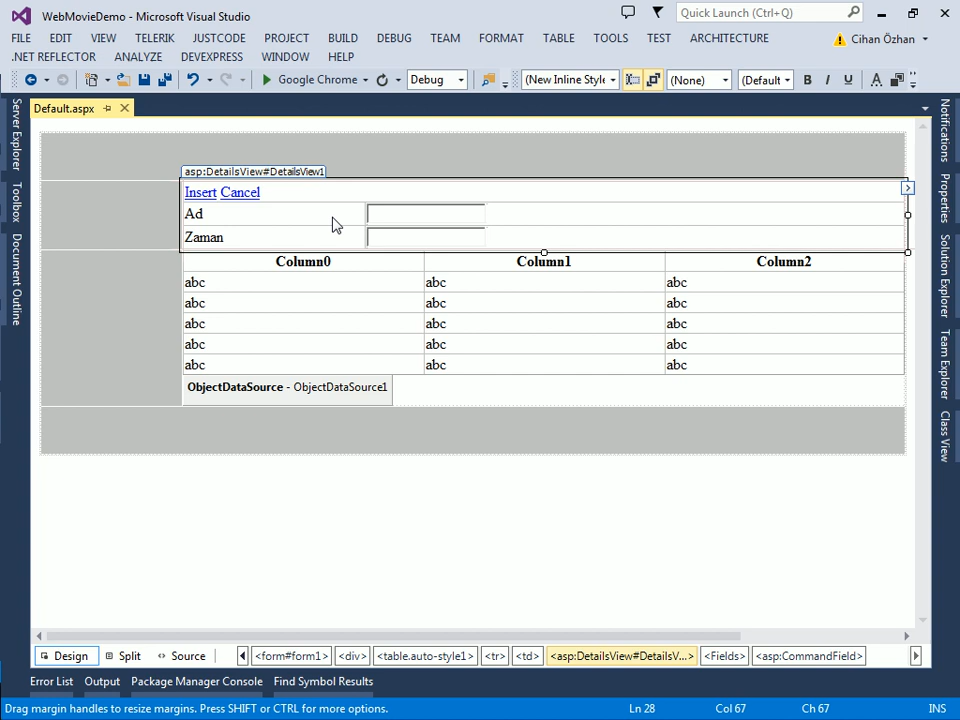 WebMovieDemo - Microsoft Visual Studio
Quick Launch (Ctrl+Q)
FILE EDIT VIEW TELERIK JUSTCODE PROJECT BUILD DEBUG TEAM FORMAT TABLE TOOLS TEST ARCHITECTURE
Cihan Özhan
.NET REFLECTOR ANALYZE DEVEXPRESS WINDOW HELP
Google Chrome Debug (New Inline Style (None) (Default B I U A
Default.aspx
Server Explorer
Toolbox
Document Outline
asp:DetailsView#DetailsView1
Insert Cancel
Ad
Zaman
Column0 Column1 Column2
abc abc abc
abc abc abc
abc abc abc
abc abc abc
abc abc abc
ObjectDataSource - ObjectDataSource1
Notifications
Properties
Solution Explorer
Team Explorer
Class View
Design Split Source <form#form1> <div> <table.auto-style1> <tr> <td> <asp:DetailsView#DetailsV...> <Fields> <asp:CommandField>
Error List Output Package Manager Console Find Symbol Results
Drag margin handles to resize margins. Press SHIFT or CTRL for more options. Ln 28 Col 67 Ch 67 INS